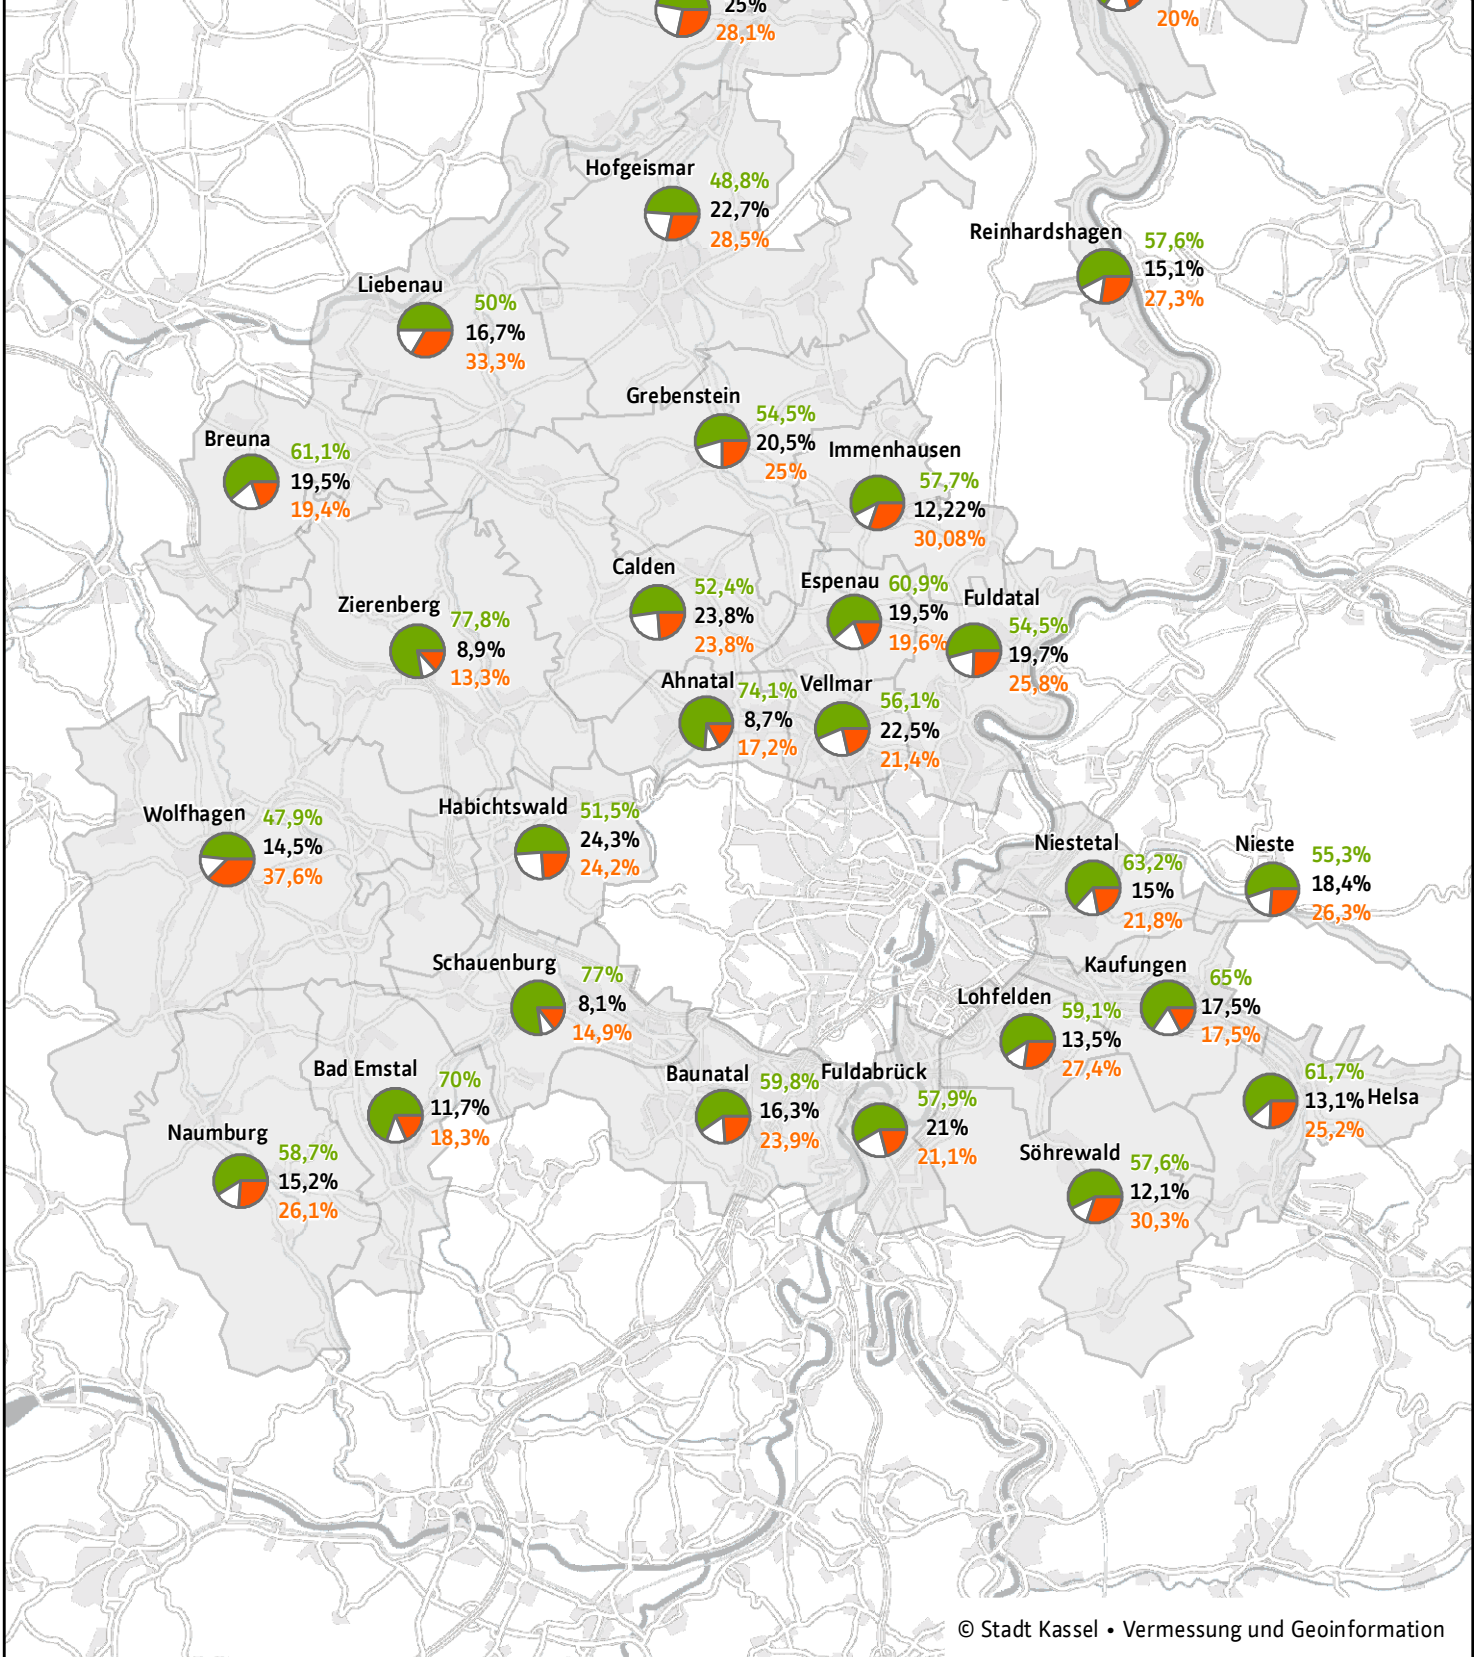 25%
28,1%
20%
Hofgeismar
48,8%
22,7%
28,5%
Reinhardshagen
57,6%
15,1%
27,3%
Liebenau
50%
16,7%
33,3%
Grebenstein
54,5%
20,5%
25%
Breuna
61,1%
19,5%
19,4%
Immenhausen
57,7%
12,22%
30,08%
Calden
52,4%
23,8%
23,8%
Espenau
60,9%
19,5%
19,6%
Fuldatal
54,5%
19,7%
25,8%
Zierenberg
77,8%
8,9%
13,3%
Ahnatal
74,1%
8,7%
17,2%
Vellmar
56,1%
22,5%
21,4%
Wolfhagen
47,9%
14,5%
37,6%
Habichtswald
51,5%
24,3%
24,2%
Niestetal
63,2%
15%
21,8%
Nieste
55,3%
18,4%
26,3%
Schauenburg
77%
8,1%
14,9%
Kaufungen
65%
17,5%
17,5%
Lohfelden
59,1%
13,5%
27,4%
Bad Emstal
70%
11,7%
18,3%
Baunatal
59,8%
16,3%
23,9%
Fuldabrück
57,9%
21%
21,1%
61,7%
13,1% Helsa
25,2%
Naumburg
58,7%
15,2%
26,1%
Söhrewald
57,6%
12,1%
30,3%
© Stadt Kassel • Vermessung und Geoinformation